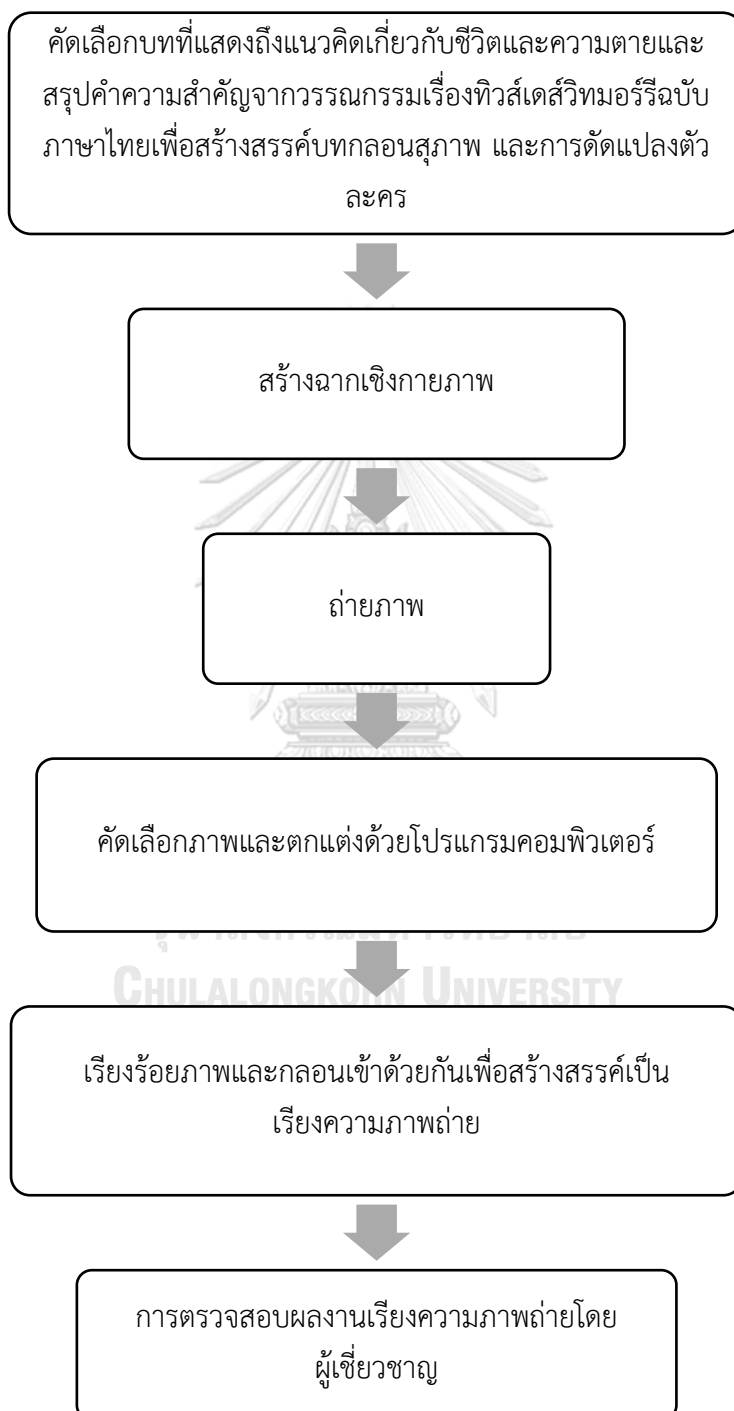 คัดเลือกบทที่แสดงถึงแนวคิดเกี่ยวกับชีวิตและความตายและ
สรุปคำความสำคัญจากวรรณกรรมเรื่องทิวส์เดส์วิทมอร์รีฉบับ
ภาษาไทยเพื่อสร้างสรรค์บทกลอนสุภาพ และการดัดแปลงตัว
ละคร
สร้างฉากเชิงกายภาพ
ถ่ายภาพ
คัดเลือกภาพและตกแต่งด้วยโปรแกรมคอมพิวเตอร์
CHULALONGKORN UNIVERSITY
เรียงร้อยภาพและกลอนเข้าด้วยกันเพื่อสร้างสรรค์เป็น
เรียงความภาพถ่าย
การตรวจสอบผลงานเรียงความภาพถ่ายโดย
ผู้เชี่ยวชาญ